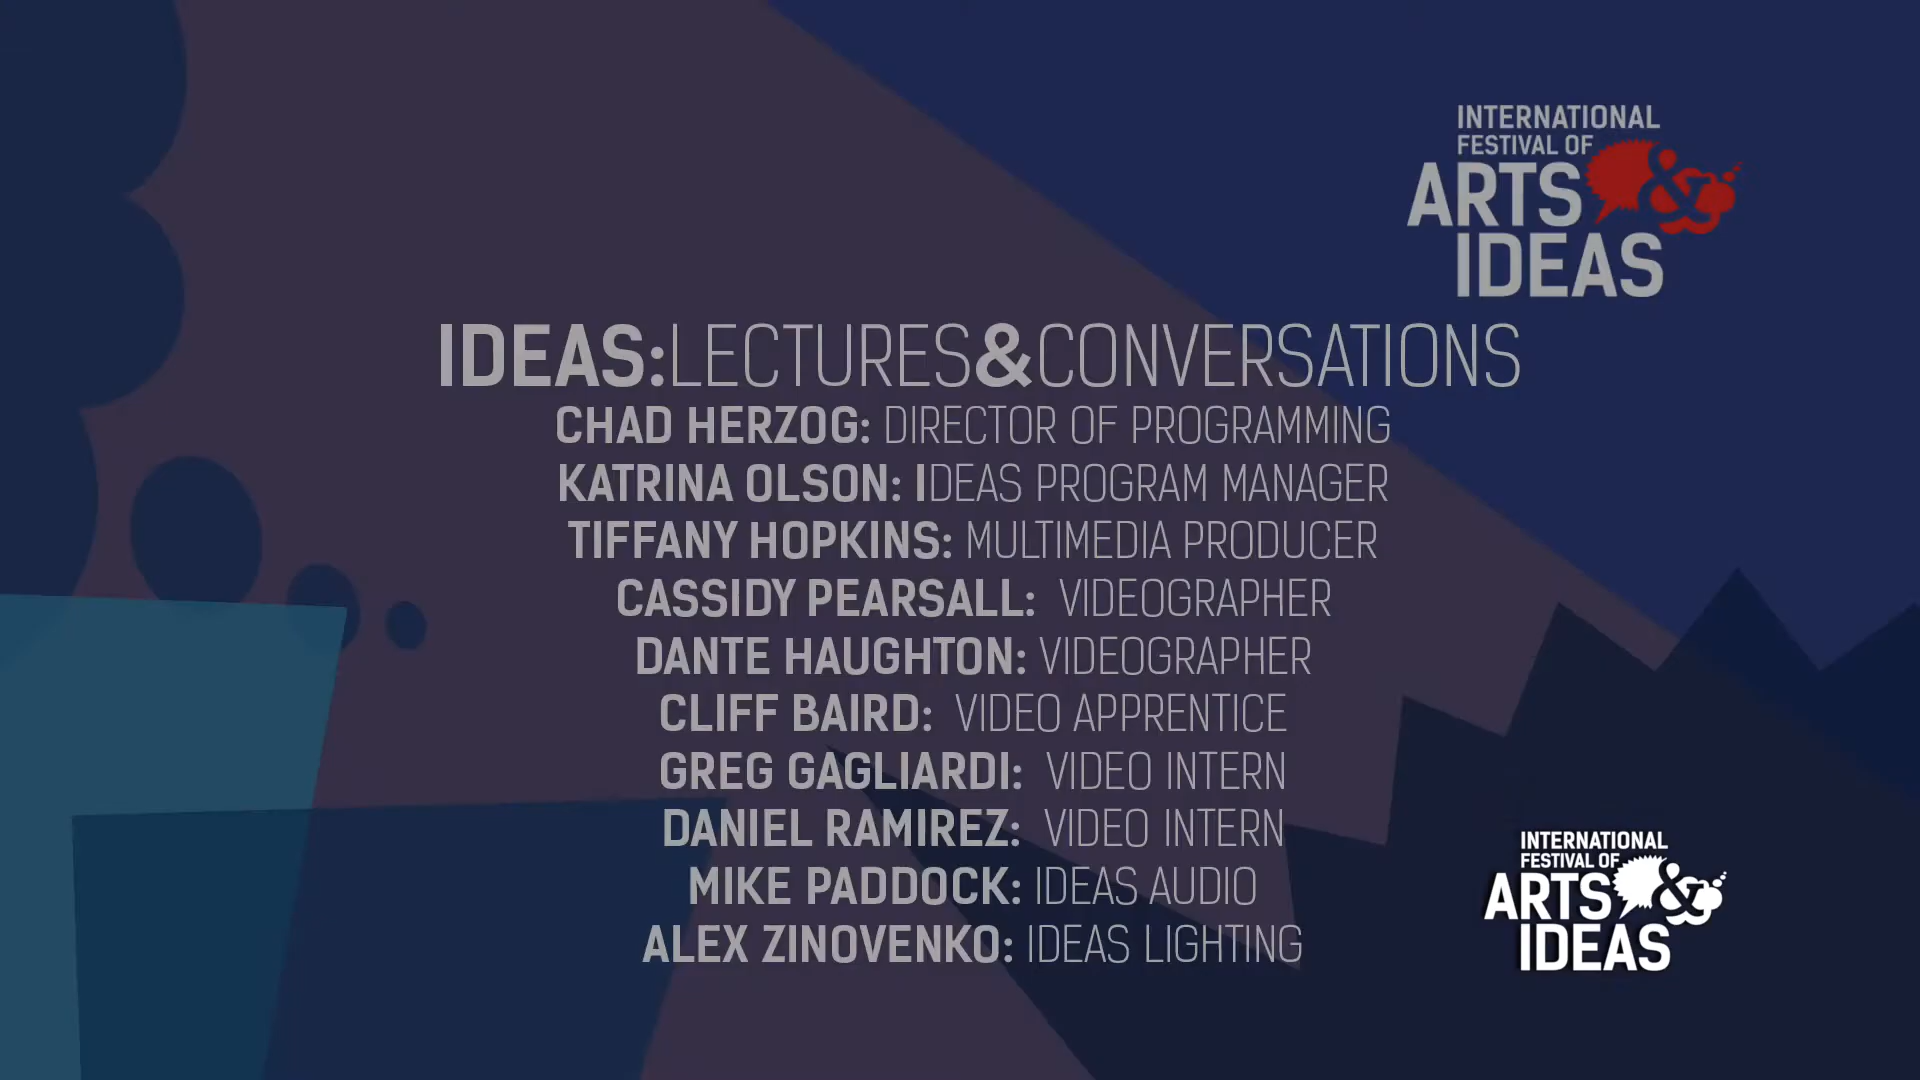 INTERNATIONAL
FESTIVAL OF
ARTS &
IDEAS
IDEAS:LECTURES&CONVERSATIONS
CHAD HERZOG: DIRECTOR OF PROGRAMMING
KATRINA OLSON: IDEAS PROGRAM MANAGER
TIFFANY HOPKINS: MULTIMEDIA PRODUCER
CASSIDY PEARSALL: VIDEOGRAPHER
DANTE HAUGHTON: VIDEOGRAPHER
CLIFF BAIRD: VIDEO APPRENTICE
GREG GAGLIARDI: VIDEO INTERN
DANIEL RAMIREZ: VIDEO INTERN
MIKE PADDOCK: IDEAS AUDIO
ALEX ZINOVENKO: IDEAS LIGHTING
INTERNATIONAL
FESTIVAL OF
ARTS &
IDEAS